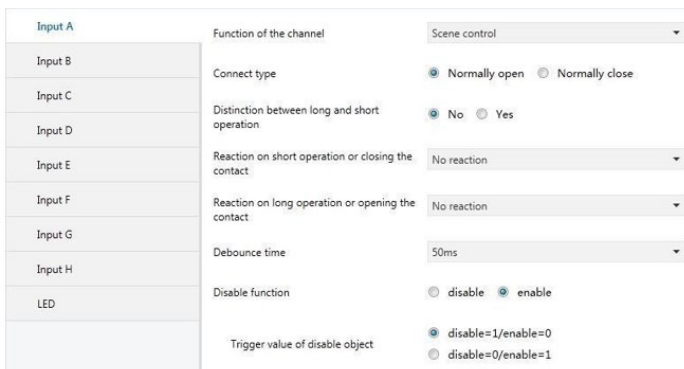 Input A
Input B
Input C
Input D
Input E
Input F
Input G
Input H
LED
Function of the channel
Scene control
Connect type
Normally open Normally close
Distinction between long and short
operation
No Yes
Reaction on short operation or closing the
contact
No reaction
Reaction on long operation or opening the
contact
No reaction
Debounce time
50ms
Disable function
disable enable
Trigger value of disable object
disable=1/enable=0
disable=0/enable=1